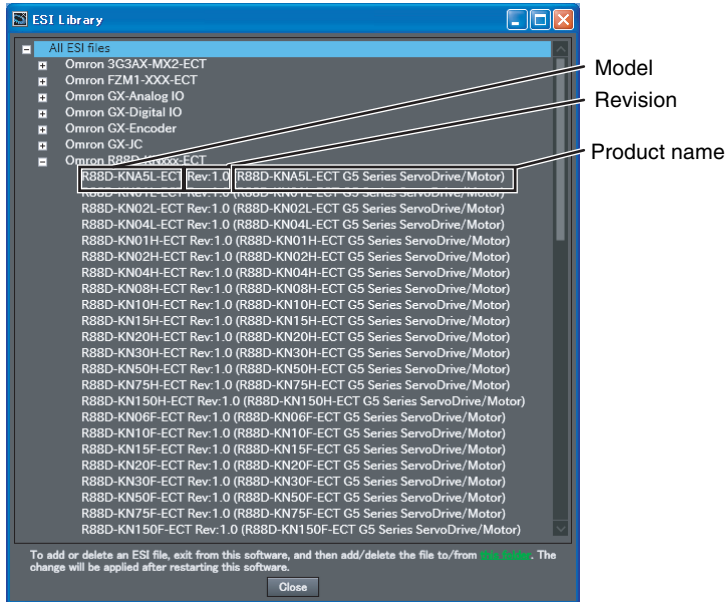 ESI Library
All ESI files
Omron 3G3AX-MX2-ECT
Omron FZM1-XXX-ECT
Omron GX-Analog IO
Omron GX-Digital IO
Omron GX-Encoder
Omron GX-JC
Omron R88D-KNxxx-ECT
R88D-KNA5L-ECT Rev:1.0 (R88D-KNA5L-ECT G5 Series ServoDrive/Motor)
R88D-KN01L-ECT Rev:1.0 (R88D-KN01L-ECT G5 Series ServoDrive/Motor)
R88D-KN02L-ECT Rev:1.0 (R88D-KN02L-ECT G5 Series ServoDrive/Motor)
R88D-KN04L-ECT Rev:1.0 (R88D-KN04L-ECT G5 Series ServoDrive/Motor)
R88D-KN01H-ECT Rev:1.0 (R88D-KN01H-ECT G5 Series ServoDrive/Motor)
R88D-KN02H-ECT Rev:1.0 (R88D-KN02H-ECT G5 Series ServoDrive/Motor)
R88D-KN04H-ECT Rev:1.0 (R88D-KN04H-ECT G5 Series ServoDrive/Motor)
R88D-KN08H-ECT Rev:1.0 (R88D-KN08H-ECT G5 Series ServoDrive/Motor)
R88D-KN10H-ECT Rev:1.0 (R88D-KN10H-ECT G5 Series ServoDrive/Motor)
R88D-KN15H-ECT Rev:1.0 (R88D-KN15H-ECT G5 Series ServoDrive/Motor)
R88D-KN20H-ECT Rev:1.0 (R88D-KN20H-ECT G5 Series ServoDrive/Motor)
R88D-KN30H-ECT Rev:1.0 (R88D-KN30H-ECT G5 Series ServoDrive/Motor)
R88D-KN50H-ECT Rev:1.0 (R88D-KN50H-ECT G5 Series ServoDrive/Motor)
R88D-KN75H-ECT Rev:1.0 (R88D-KN75H-ECT G5 Series ServoDrive/Motor)
R88D-KN150H-ECT Rev:1.0 (R88D-KN150H-ECT G5 Series ServoDrive/Motor)
R88D-KN06F-ECT Rev:1.0 (R88D-KN06F-ECT G5 Series ServoDrive/Motor)
R88D-KN10F-ECT Rev:1.0 (R88D-KN10F-ECT G5 Series ServoDrive/Motor)
R88D-KN15F-ECT Rev:1.0 (R88D-KN15F-ECT G5 Series ServoDrive/Motor)
R88D-KN20F-ECT Rev:1.0 (R88D-KN20F-ECT G5 Series ServoDrive/Motor)
R88D-KN30F-ECT Rev:1.0 (R88D-KN30F-ECT G5 Series ServoDrive/Motor)
R88D-KN50F-ECT Rev:1.0 (R88D-KN50F-ECT G5 Series ServoDrive/Motor)
R88D-KN75F-ECT Rev:1.0 (R88D-KN75F-ECT G5 Series ServoDrive/Motor)
R88D-KN150F-ECT Rev:1.0 (R88D-KN150F-ECT G5 Series ServoDrive/Motor)
To add or delete an ESI file, exit from this software, and then add/delete the file to/from this folder. The
change will be applied after restarting this software.
Close
Model
Revision
Product name